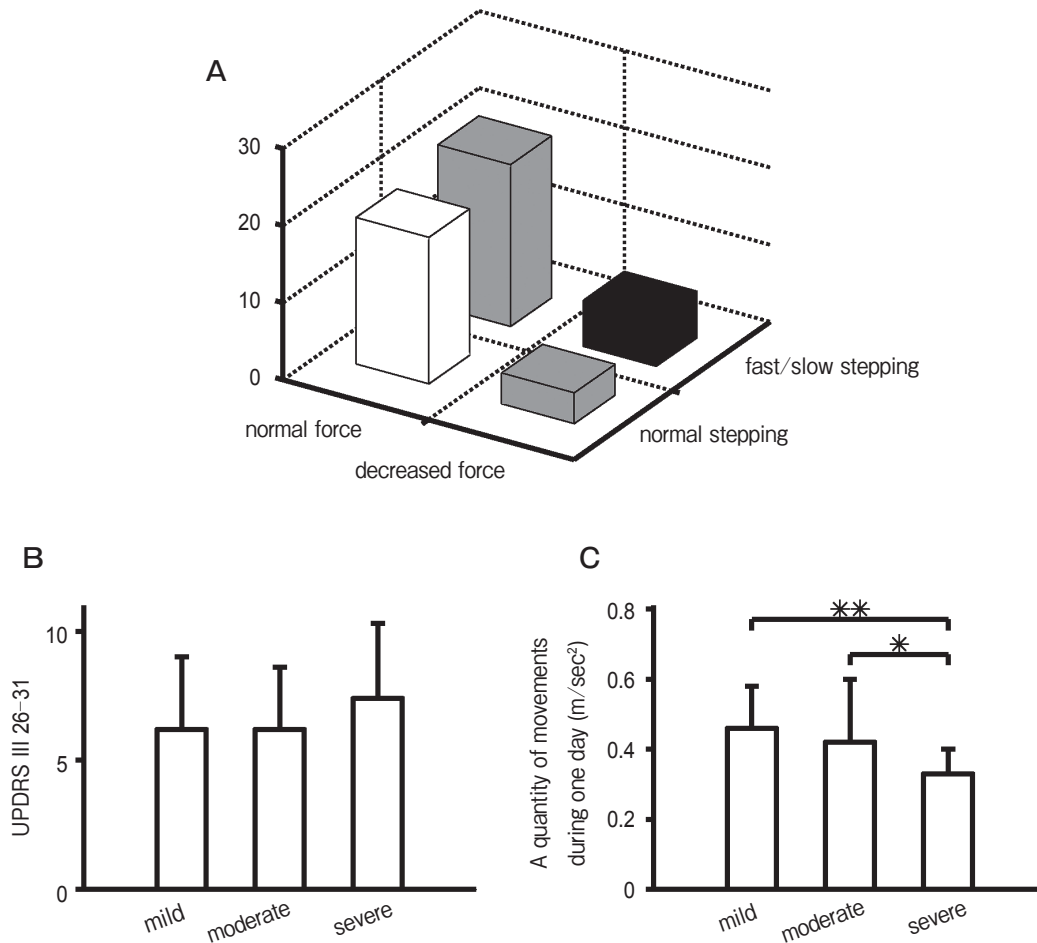 A
30
20
10
0
normal force
decreased force
normal stepping
fast/slow stepping
B
UPDRS III 26-31
10
5
0
mild
moderate
severe
C
A quantity of movements
during one day (m/sec²)
0.8
0.6
0.4
0.2
0
**
*
mild
moderate
severe